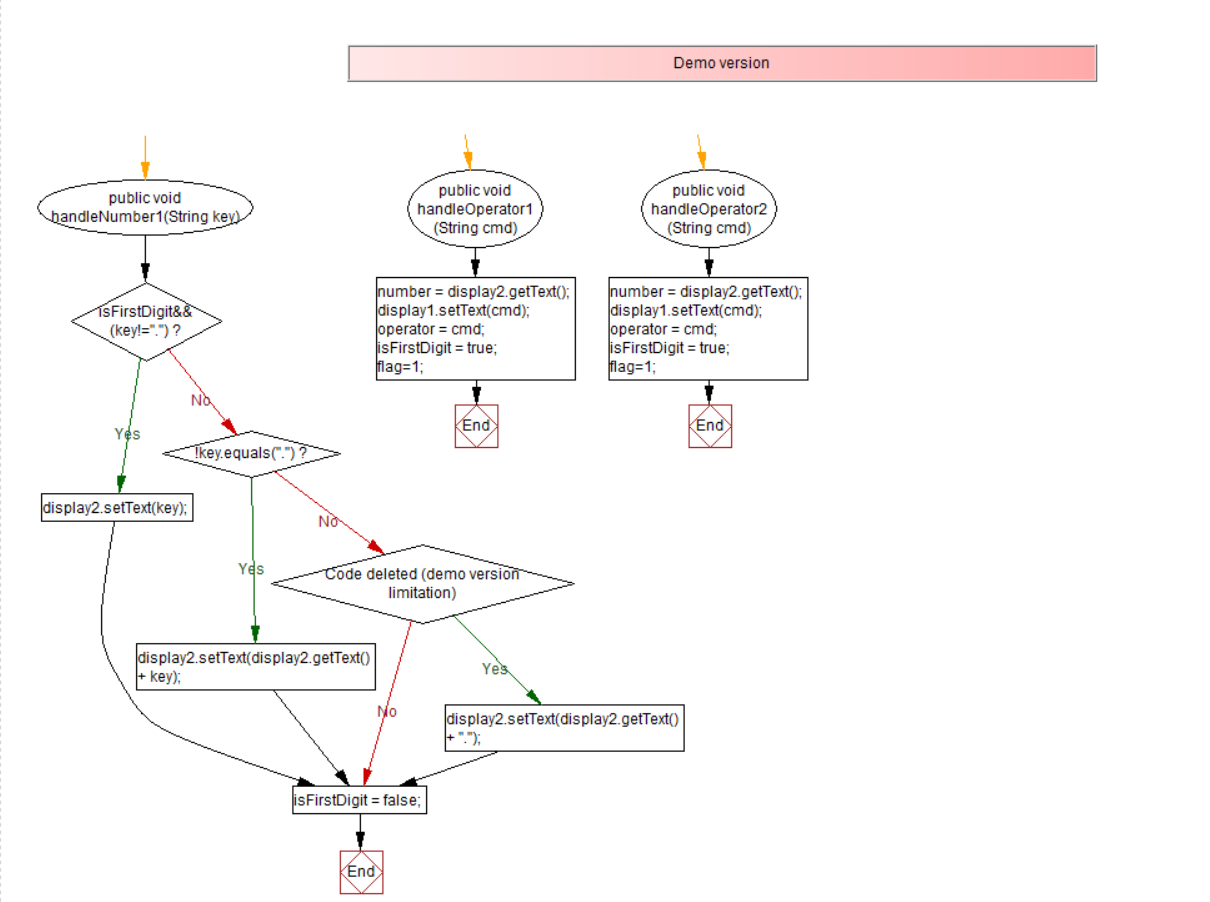 Demo version
public void
handleNumber1(String key)
isFirstDigit&&
(key!=".") ?
Yes
No
display2.setText(key);
!key.equals(".") ?
Yes
No
Code deleted (demo version
limitation)
display2.setText(display2.getText()
+ key);
No
Yes
display2.setText(display2.getText()
+ ".");
isFirstDigit = false;
End
public void
handleOperator1
(String cmd)
number = display2.getText();
display1.setText(cmd);
operator = cmd;
isFirstDigit = true;
flag=1;
End
public void
handleOperator2
(String cmd)
number = display2.getText();
display1.setText(cmd);
operator = cmd;
isFirstDigit = true;
flag=1;
End